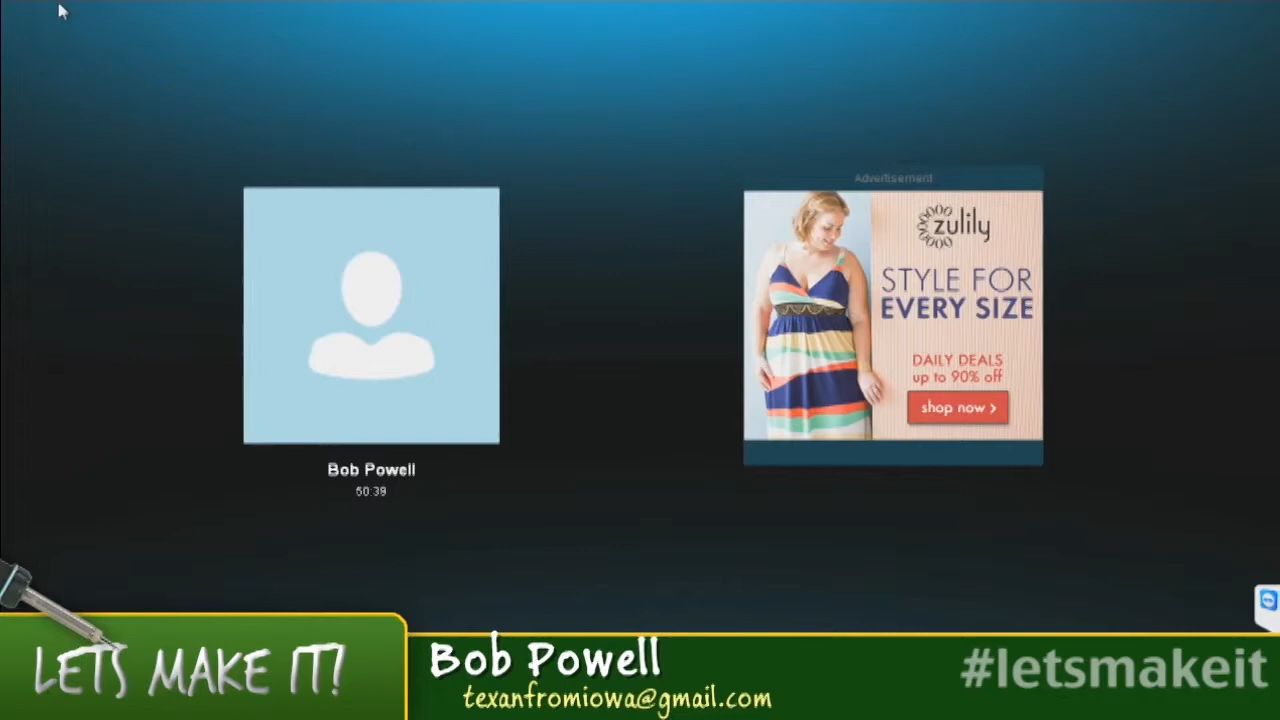 Advertisement
zulily
STYLE FOR
EVERY SIZE
DAILY DEALS
up to 90% off
shop now >
Bob Powell
50:39
LETS MAKE IT!
Bob Powell
texanfromiowa@gmail.com
#letsmakeit